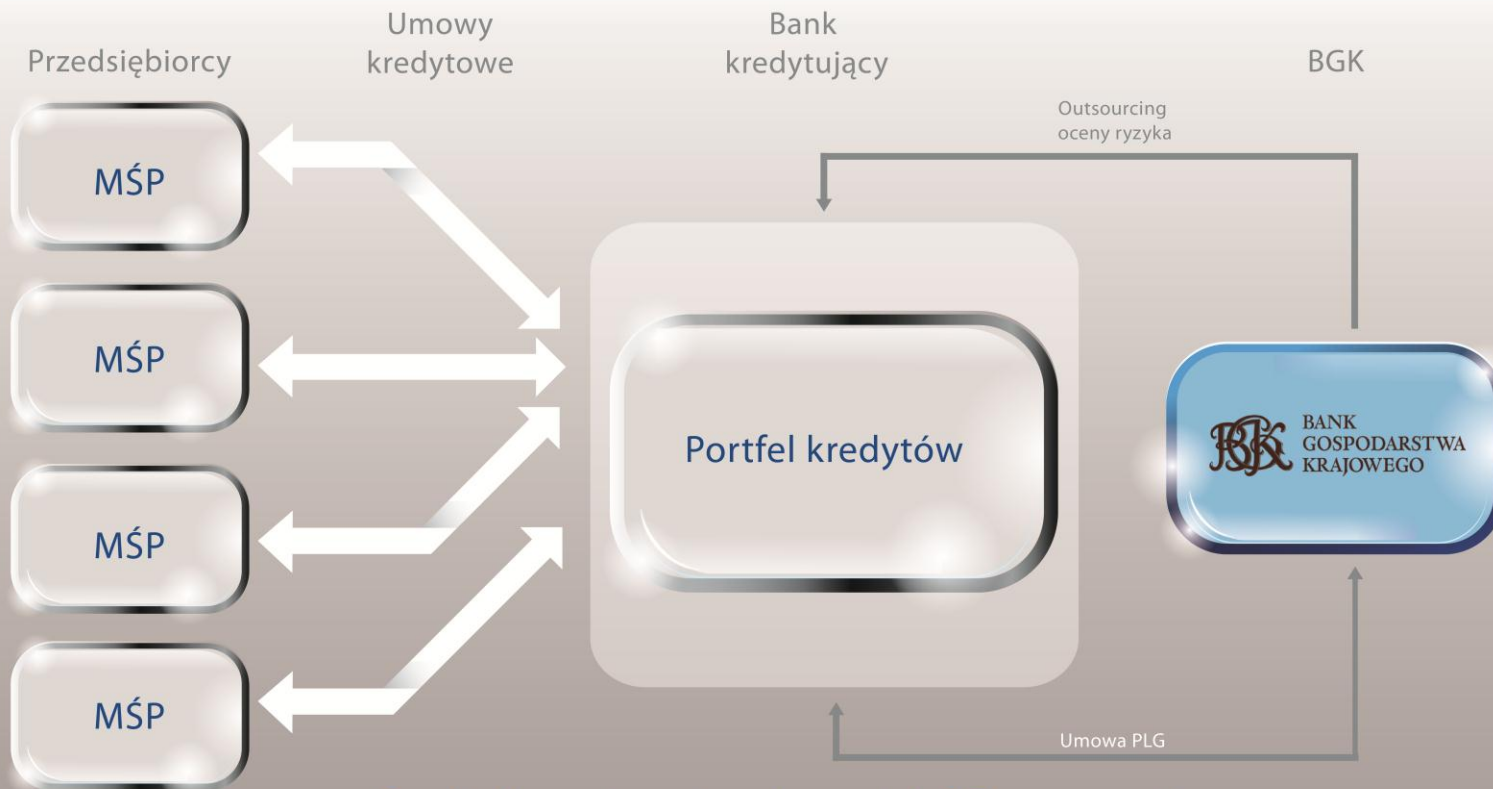 Przedsiębiorcy
Umowy
kredytowe
Bank
kredytujący
BGK
Outsourcing
oceny ryzyka
MŚP
MŚP
MŚP
MŚP
Portfel kredytów
BGK
BANK
GOSPODARSTWA
KRAJOWEGO
Umowa PLG